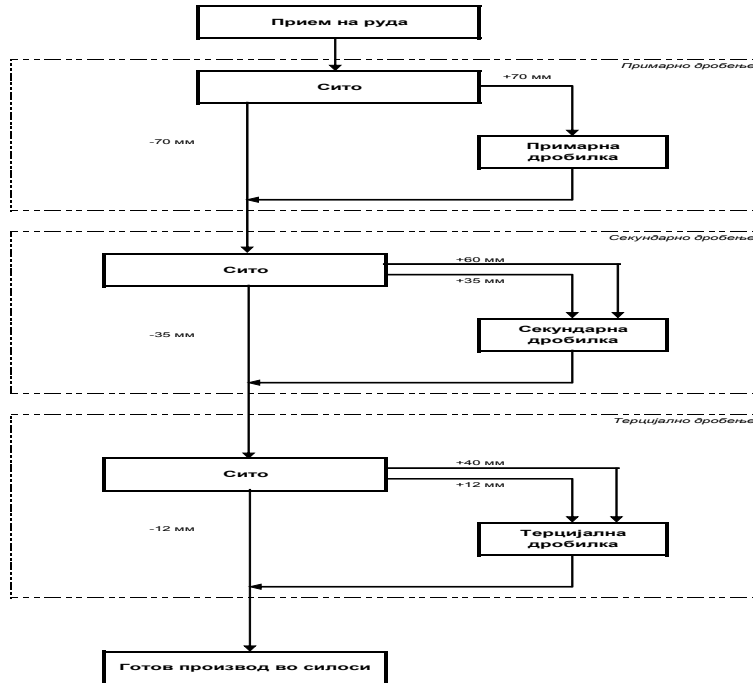 Прием на руда
Примарно дробење
Сито
+70 мм
-70 мм
Примарна
дробилка
Секундарно дробење
Сито
+60 мм
+35 мм
-35 мм
Секундарна
дробилка
Терцијално дробење
Сито
+40 мм
+12 мм
-12 мм
Терцијална
дробилка
Готов производ во силоси